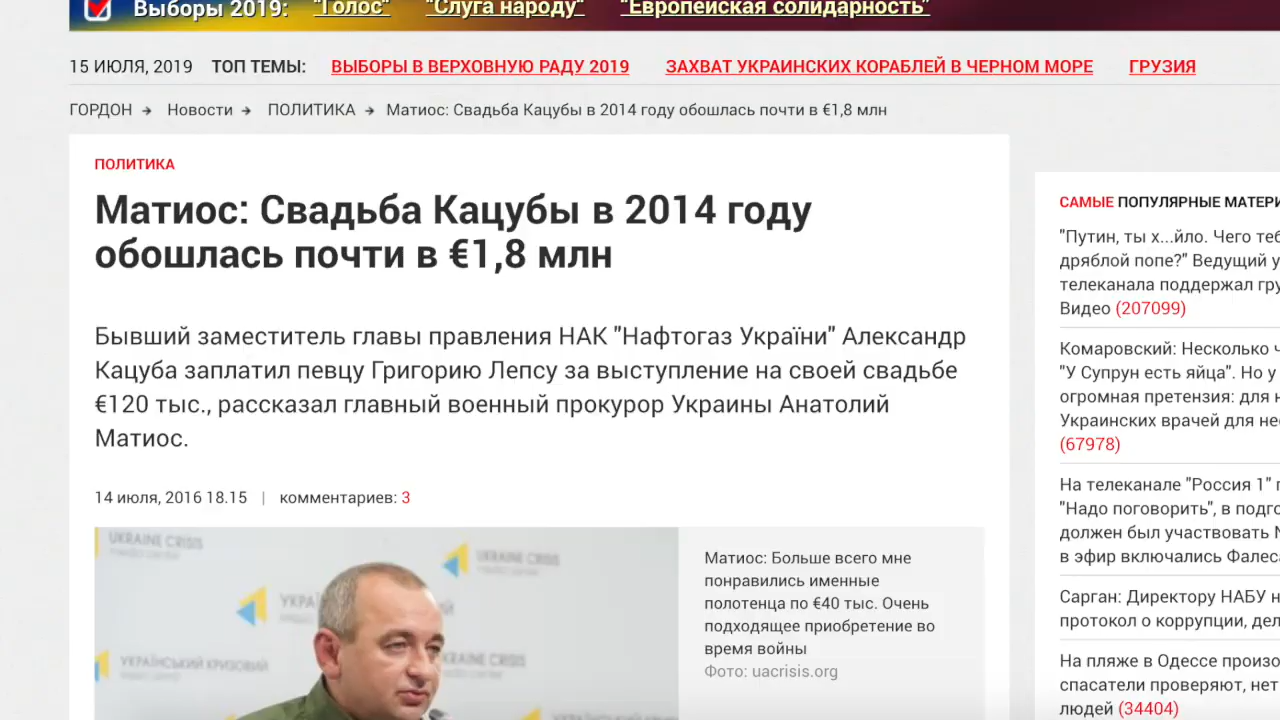 Выборы 2019: "Голос" "Слуга народу" "Европейская солидарность"
15 ИЮЛЯ, 2019 ТОП ТЕМЫ: ВЫБОРЫ В ВЕРХОВНУЮ РАДУ 2019 ЗАХВАТ УКРАИНСКИХ КОРАБЛЕЙ В ЧЕРНОМ МОРЕ ГРУЗИЯ
ГОРДОН → Новости → ПОЛИТИКА → Матиос: Свадьба Кацубы в 2014 году обошлась почти в €1,8 млн
ПОЛИТИКА
Матиос: Свадьба Кацубы в 2014 году
обошлась почти в €1,8 млн
Бывший заместитель главы правления НАК "Нафтогаз України" Александр
Кацуба заплатил певцу Григорию Лепсу за выступление на своей свадьбе
€120 тыс., рассказал главный военный прокурор Украины Анатолий
Матиос.
14 июля, 2016 18.15 | комментариев: 3
UKRAINE CRISIS
UKRAINE CRISIS
УКРАЇНСЬКИЙ КРИЗОВИЙ
UKRAINE CRISIS
Матиос: Больше всего мне
понравились именные
полотенца по €40 тыс. Очень
подходящее приобретение во
время войны
Фото: uacrisis.org
САМЫЕ ПОПУЛЯРНЫЕ МАТЕРИ
"Путин, ты х...йло. Чего теб
дряблой попе?" Ведущий у
телеканала поддержал гру
Видео (207099)
Комаровский: Несколько ч
"У Супрун есть яйца". Но у
огромная претензия: для н
Украинских врачей для нее
(67978)
На телеканале "Россия 1" п
"Надо поговорить", в подго
должен был участвовать N
в эфир включались Фалеса
Сарган: Директору НАБУ н
протокол о коррупции, дел
На пляже в Одессе произо
спасатели проверяют, нет
людей (34404)